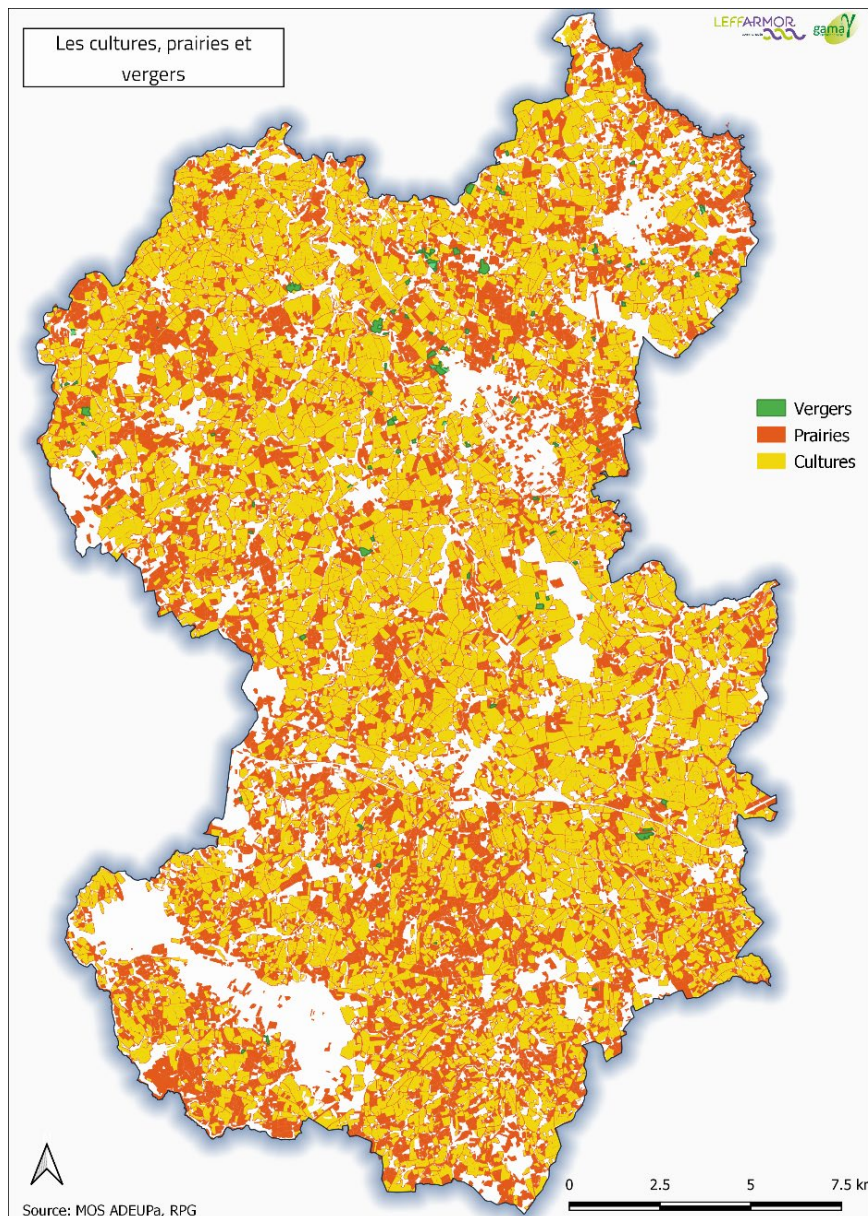 Les cultures, prairies et
vergers
LEFFARMOR
gama
Vergers
Prairies
Cultures
0 2.5 5 7.5 km
Source: MOS ADEUPa, RPG